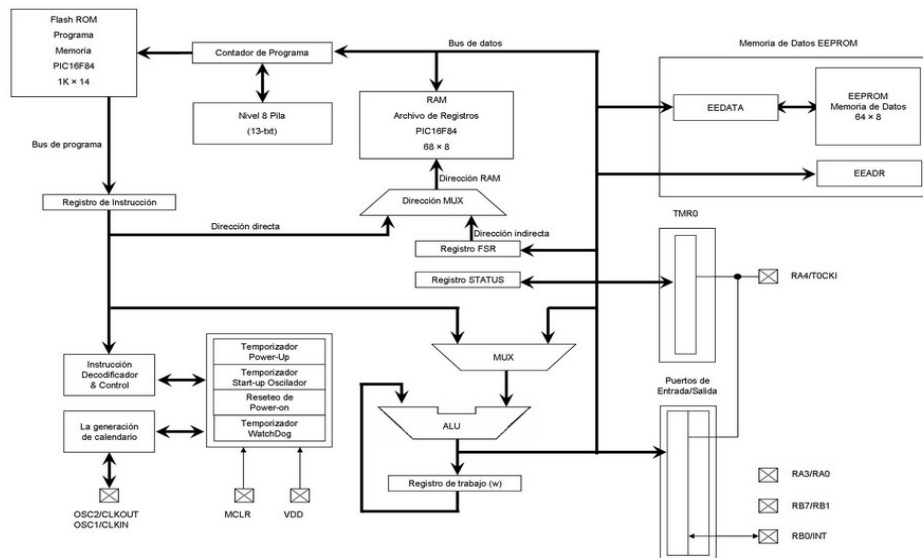 Flash ROM
Programa
Memoria
PIC16F84
1K × 14
Contador de Programa
Bus de datos
Nivel 8 Pila
(13-txt)
RAM
Archivo de Registros
PIC16F84
68 × 8
Memoria de Datos EEPROM
EEDATA
EEPROM
Memoria de Datos
64 × 8
EEADR
Bus de programa
Registro de Instrucción
Dirección RAM
Dirección MUX
Dirección directa
Dirección indirecta
Registro FSR
Registro STATUS
TMR0
RA4/T0CKI
MUX
ALU
Registro de trabajo (w)
Instrucción
Decodificador
& Control
La generación
de calendario
Temporizador
Power-Up
Temporizador
Start-up Oscilador
Reseteo de
Power-on
Temporizador
WatchDog
OSC2/CLKOUT
OSC1/CLKIN
MCLR
VDD
Puertos de
Entrada/Salida
RA3/RA0
RB7/RB1
RB0/INT